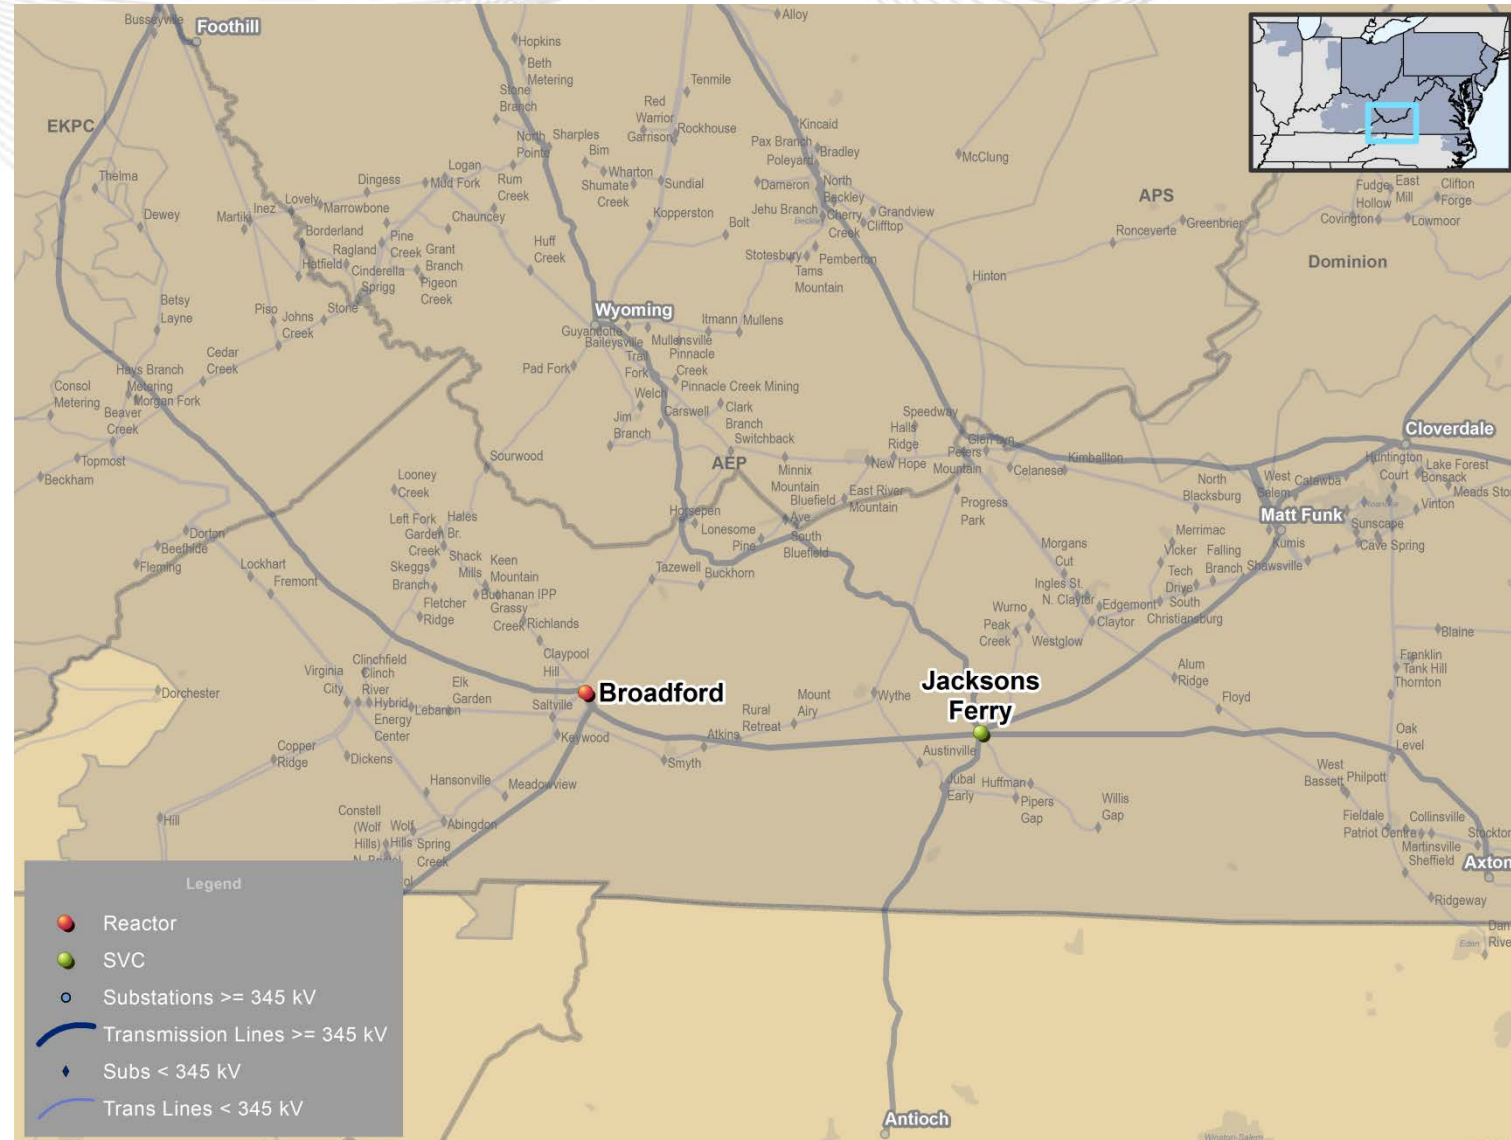 Busseyville
Foothill
Alloy
Hopkins
Beth
Metering
Stone
Branch
Tenmile
EKPC
Red
Warrior
Garrison
Rockhouse
Kincaid
North
Pointe
Sharples
Bim
Pax Branch
Bradley
Poleyard
McClung
Thelma
Logan
Dingess
Mud Fork
Rum
Creek
Wharton
Shumate
Creek
Sundial
Dameron
North
Beckley
APS
Fudge
Hollow
East
Mill
Clifton
Forge
Covington
Lowmoor
Dewey
Martiki
Inez
Lovely
Marrowbone
Chauncey
Kopperston
Bolt
Jehu Branch
Cherry
Creek
Grandview
Clifftop
Ronceverte
Greenbrier
Borderland
Ragland
Pine
Creek
Grant
Branch
Huff
Creek
Stotesbury
Pemberton
Tams
Mountain
Dominion
Hatfield
Cinderella
Sprigg
Pigeon
Creek
Hinton
Betsy
Layne
Piso
Johns
Creek
Stone
Wyoming
Guyandotte
Baileysville
Itmann
Mullens
Mullensville
Cedar
Creek
Trail
Fork
Pinnacle
Creek
Pad Fork
Hays Branch
Metering
Morgan Fork
Consol
Metering
Beaver
Creek
Pinnacle Creek Mining
Welch
Carswell
Clark
Branch
Jim
Branch
Switchback
Speedway
Halls
Ridge
Glen Lyn
Peters
Mountain
Cloverdale
Topmost
Beckham
Sourwood
AEP
Minnix
Mountain
New Hope
Celanese
Kimballton
North
Blacksburg
West
Salem
Catawba
Huntington
Court
Lake Forest
Bonsack
Meads Sto
Looney
Creek
Bluefield
Ave
East River
Mountain
Progress
Park
Roanoke
Vinton
Left Fork
Garden
Creek
Hales
Br.
Horsepen
Lonesome
Pine
South
Bluefield
Matt Funk
Sunscape
Kumis
Cave Spring
Dorton
Beefhide
Fleming
Lockhart
Fremont
Skeggs
Branch
Shack
Mills
Keen
Mountain
Buchanan IPP
Tazewell
Buckhorn
Morgans
Cut
Merrimac
Vicker
Falling
Branch
Shawsville
Tech
Drive
Fletcher
Ridge
Grassy
Creek
Richlands
Ingles St.
N. Claytor
Edgemont
Claytor
South
Christiansburg
Wurno
Peak
Creek
Westglow
Blaine
Claypool
Hill
Virginia
City
Clinchfield
Clinch
River
Hybrid
Energy
Center
Elk
Garden
Lebanon
Dorchester
Saltville
Broadford
Mount
Airy
Wythe
Jacksons
Ferry
Alum
Ridge
Floyd
Franklin
Tank Hill
Thornton
Rural
Retreat
Atkins
Keywood
Smyth
Austinville
Oak
Level
Copper
Ridge
Dickens
Hansonville
Meadowview
Jubal
Early
Huffman
Pipers
Gap
Willis
Gap
West
Bassett
Philpott
Hill
Constell
(Wolf
Hills)
Wolf
Hills
Spring
Creek
Abingdon
Fieldale
Patriot Centre
Collinsville
Martinsville
Sheffield
Stockton
Axton
Ridgeway
Dan
Rive
Eden
Legend
Reactor
SVC
Substations >= 345 kV
Transmission Lines >= 345 kV
Subs < 345 kV
Trans Lines < 345 kV
Antioch
Winston-Salem